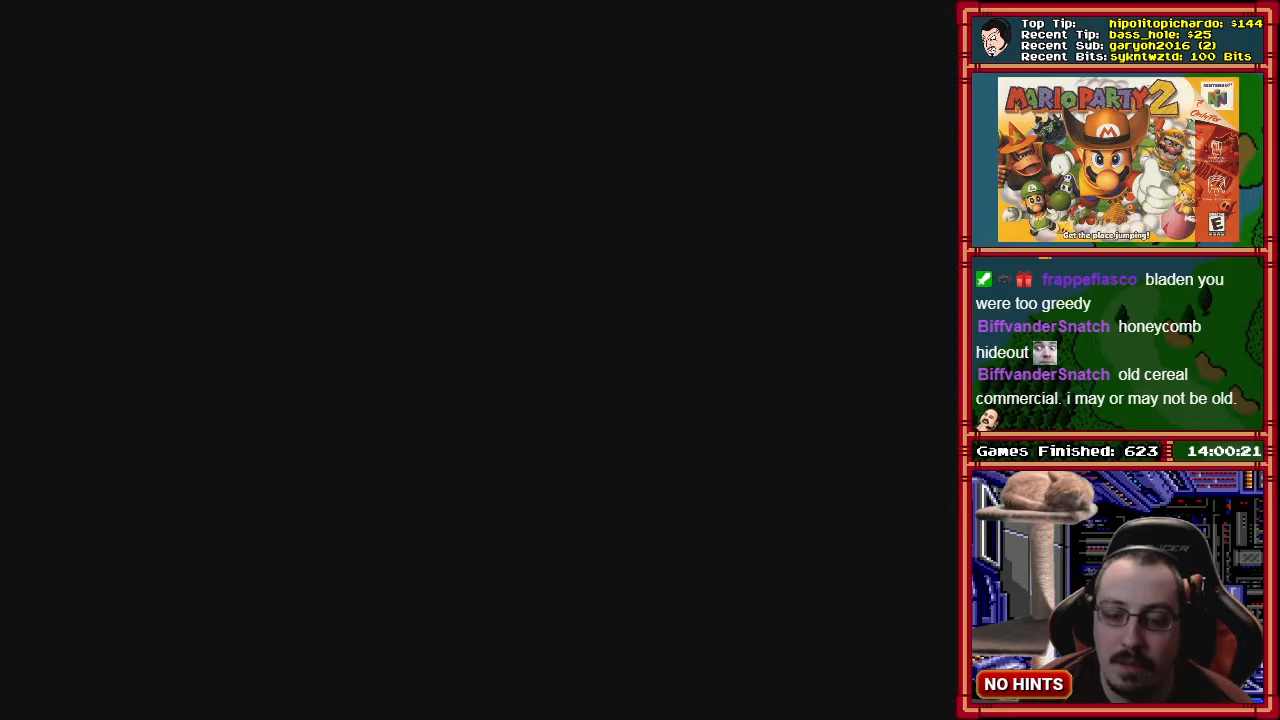 Top Tip: hipolitopichardo: $144
Recent Tip: bass_hole: $25
Recent Sub: garyoh2016 (2)
Recent Bits: sykntwztd: 100 Bits
MARIO PARTY 2
NINTENDO 64
Only For
Get the place jumping!
E
frappefiasco bladen you
were too greedy
BiffvanderSnatch honeycomb
hideout
BiffvanderSnatch old cereal
commercial. i may or may not be old.
Games Finished: 623 14:00:21
NO HINTS